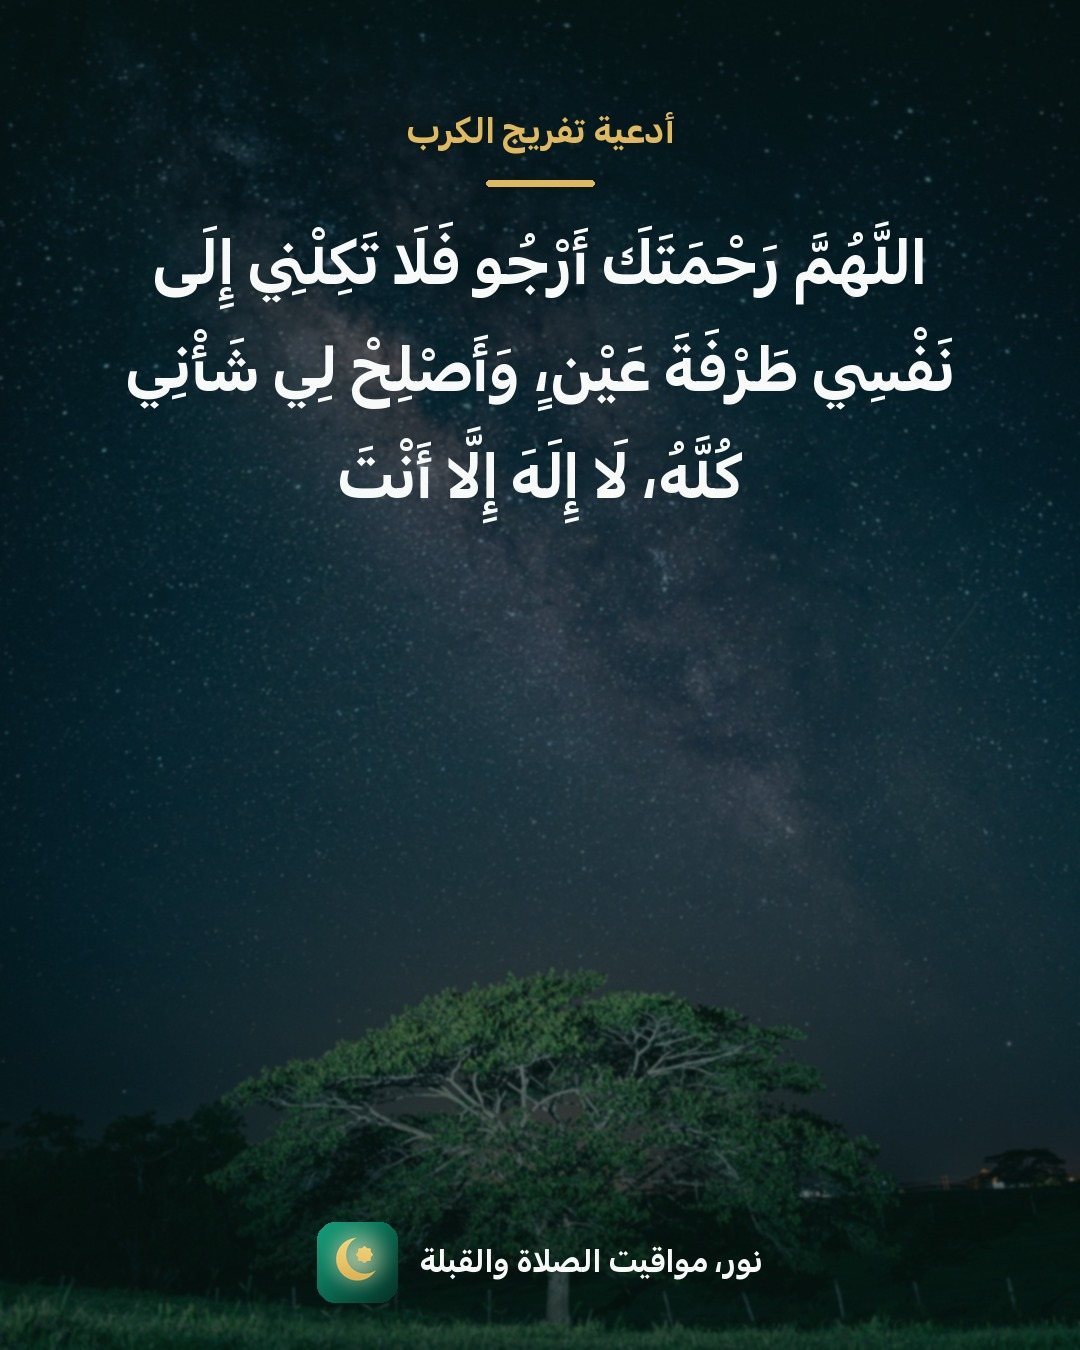 أدعية تفريج الكرب
اللَّهُمَّ رَحْمَتَكَ أَرْجُو فَلَا تَكِلْنِي إِلَى
نَفْسِي طَرْفَةَ عَيْنٍ، وَأَصْلِحْ لِي شَأْنِي
كُلَّهُ، لَا إِلَهَ إِلَّا أَنْتَ
نور، مواقيت الصلاة والقبلة